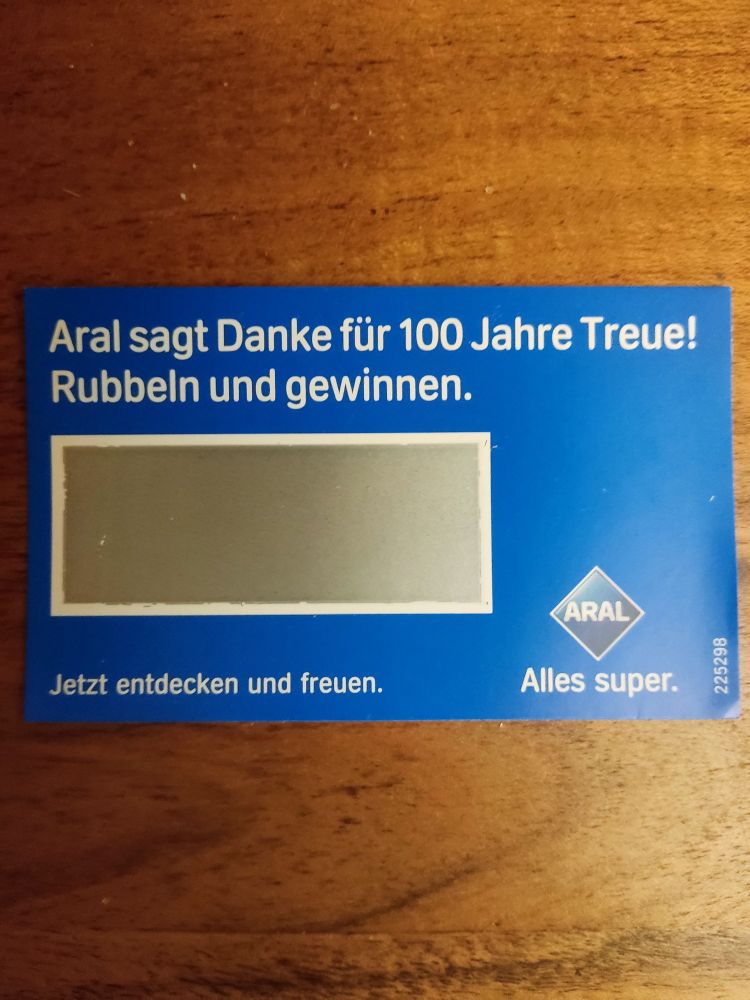 Aral sagt Danke für 100 Jahre Treue!
Rubbeln und gewinnen.
ARAL
Jetzt entdecken und freuen.
Alles super.
225298